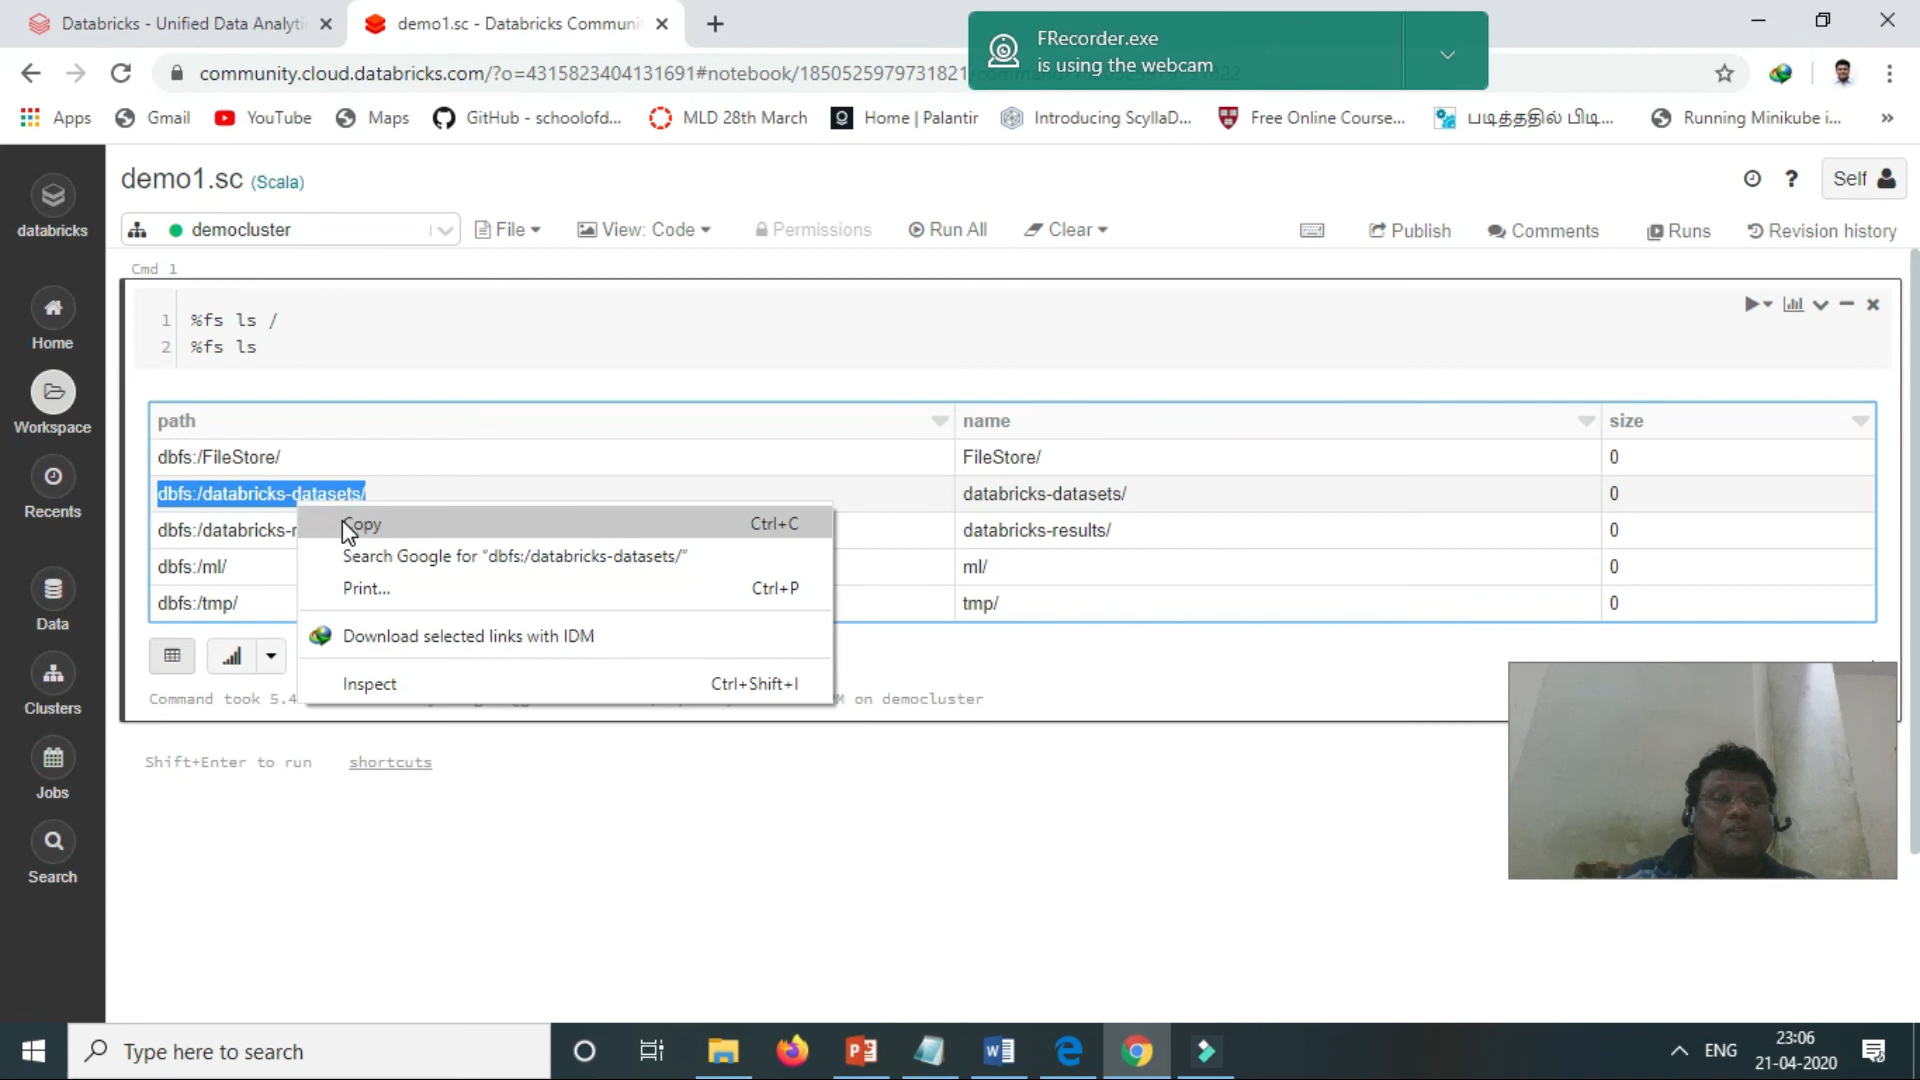 Databricks - Unified Data Analyti
demo1.sc - Databricks Communi
FRecorder.exe
is using the webcam
community.cloud.databricks.com/?o=4315823404131691#notebook/1850525979731821
Apps
Gmail
YouTube
Maps
GitHub - schoolofd...
MLD 28th March
Home | Palantir
Introducing ScyllaD...
Free Online Course...
படித்ததில் பிடி...
Running Minikube i...
»
demo1.sc (Scala)
? Self
democluster
File
View: Code
Permissions
Run All
Clear
Publish
Comments
Runs
Revision history
databricks
Home
Workspace
Recents
Data
Clusters
Jobs
Search
Cmd 1
1 %fs ls /
2 %fs ls
path name size
dbfs:/FileStore/ FileStore/ 0
dbfs:/databricks-datasets/ databricks-datasets/ 0
dbfs:/databricks-r databricks-results/ 0
dbfs:/ml/ ml/ 0
dbfs:/tmp/ tmp/ 0
Copy Ctrl+C
Search Google for “dbfs:/databricks-datasets/”
Print... Ctrl+P
Download selected links with IDM
Inspect Ctrl+Shift+I
Command took 5.4 M on democluster
Shift+Enter to run shortcuts
Type here to search
ENG
23:06
21-04-2020